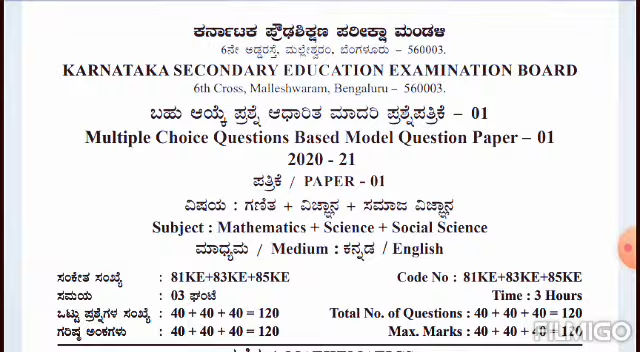 ಕರ್ನಾಟಕ ಪ್ರೌಢಶಿಕ್ಷಣ ಪರೀಕ್ಷಾ ಮಂಡಳಿ
6ನೇ ಅಡ್ಡರಸ್ತೆ, ಮಲ್ಲೇಶ್ವರಂ, ಬೆಂಗಳೂರು – 560003.
KARNATAKA SECONDARY EDUCATION EXAMINATION BOARD
6th Cross, Malleshwaram, Bengaluru – 560003.
ಬಹು ಆಯ್ಕೆ ಪ್ರಶ್ನೆ ಆಧಾರಿತ ಮಾದರಿ ಪ್ರಶ್ನೆಪತ್ರಿಕೆ – 01
Multiple Choice Questions Based Model Question Paper – 01
2020 - 21
ಪತ್ರಿಕೆ / PAPER - 01
ವಿಷಯ : ಗಣಿತ + ವಿಜ್ಞಾನ + ಸಮಾಜ ವಿಜ್ಞಾನ
Subject : Mathematics + Science + Social Science
ಮಾಧ್ಯಮ / Medium : ಕನ್ನಡ / English
ಸಂಕೇತ ಸಂಖ್ಯೆ : 81KE+83KE+85KE Code No : 81KE+83KE+85KE
ಸಮಯ : 03 ಘಂಟೆ Time : 3 Hours
ಒಟ್ಟು ಪ್ರಶ್ನೆಗಳ ಸಂಖ್ಯೆ : 40 + 40 + 40 = 120 Total No. of Questions : 40 + 40 + 40 = 120
ಗರಿಷ್ಠ ಅಂಕಗಳು : 40 + 40 + 40 = 120 Max. Marks : 40 + 40 + 40 = 120
FILMIGO